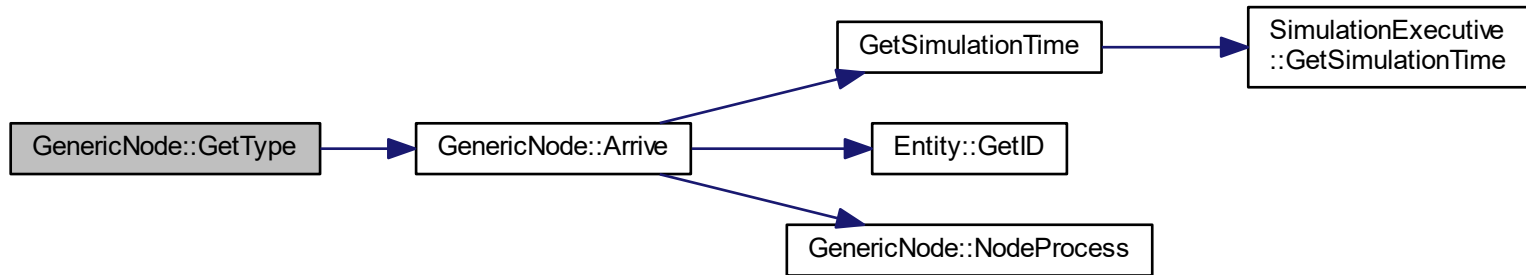 GenericNode::GetType
GenericNode::Arrive
GetSimulationTime
SimulationExecutive
::GetSimulationTime
Entity::GetID
GenericNode::NodeProcess